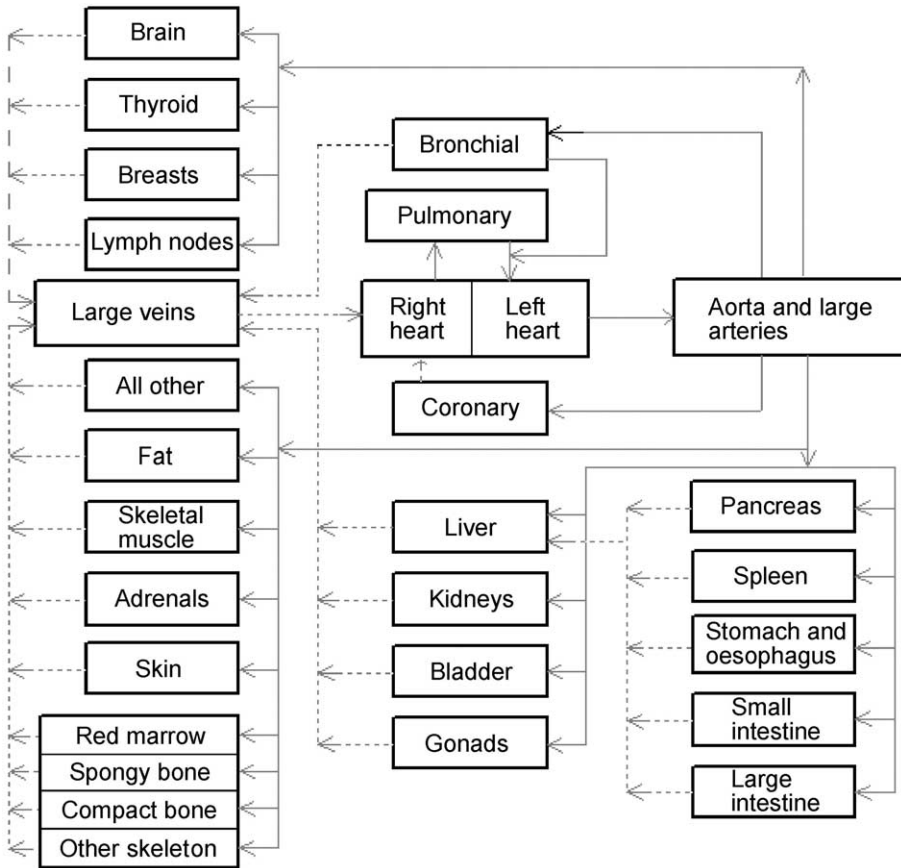 Brain
Thyroid
Breasts
Lymph nodes
Large veins
All other
Fat
Skeletal
muscle
Adrenals
Skin
Red marrow
Spongy bone
Compact bone
Other skeleton
Bronchial
Pulmonary
Right
heart
Left
heart
Coronary
Liver
Kidneys
Bladder
Gonads
Aorta and large
arteries
Pancreas
Spleen
Stomach and
oesophagus
Small
intestine
Large
intestine